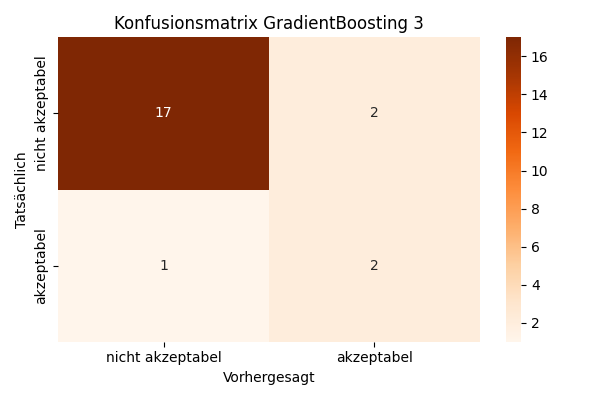 Konfusionsmatrix GradientBoosting 3
Tatsächlich
nicht akzeptabel
17
2
akzeptabel
1
2
nicht akzeptabel
akzeptabel
Vorhergesagt
16
14
12
10
8
6
4
2